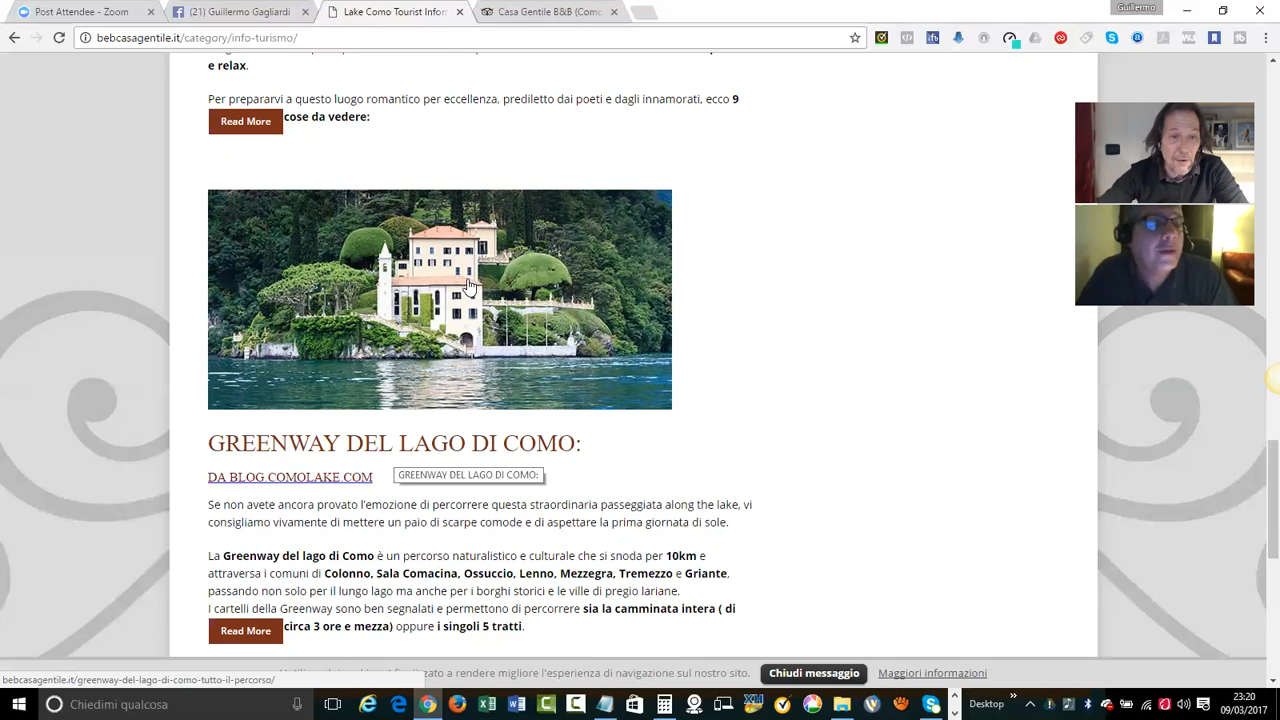 Post Attendee - Zoom
(21) Guillermo Gagliardi
Lake Como Tourist Infor
Casa Gentile B&B (Como
Guillermo
bebcasagentile.it/category/info-turismo/
e relax.
Per prepararvi a questo luogo romantico per eccellenza, prediletto dai poeti e dagli innamorati, ecco 9
Read More cose da vedere:
GREENWAY DEL LAGO DI COMO:
DA BLOG.COMOLAKE.COM
GREENWAY DEL LAGO DI COMO:
Se non avete ancora provato l'emozione di percorrere questa straordinaria passeggiata along the lake, vi
consigliamo vivamente di mettere un paio di scarpe comode e di aspettare la prima giornata di sole.
La Greenway del lago di Como è un percorso naturalistico e culturale che si snoda per 10km e
attraversa i comuni di Colonno, Sala Comacina, Ossuccio, Lenno, Mezzegra, Tremezzo e Griante,
passando non solo per il lungo lago ma anche per i borghi storici e le ville di pregio lariane.
I cartelli della Greenway sono ben segnalati e permettono di percorrere sia la camminata intera ( di
Read More circa 3 ore e mezza) oppure i singoli 5 tratti.
a rendere migliore l'esperienza di navigazione sul nostro sito.
Chiudi messaggio
Maggiori informazioni
bebcasagentile.it/greenway-del-lago-di-como-tutto-il-percorso/
Chiedimi qualcosa
Desktop
23:20
09/03/2017